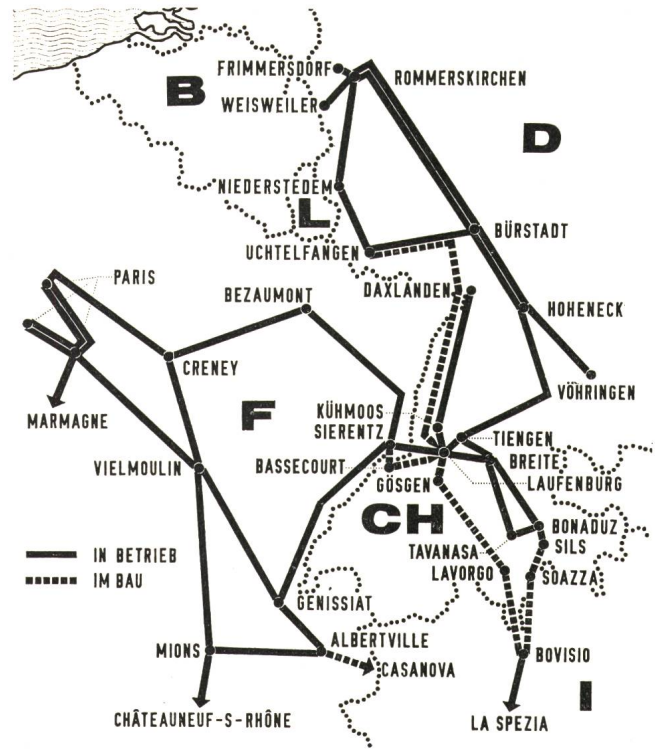 FRIMMERSDORF
ROMMERSKIRCHEN
B
WEISWEILER
D
NIEDERSTEDEM
L
BÜRSTADT
UCHTELFANGEN
PARIS
BEZAUMONT
DAXLANDEN
HOHENECK
CRENEY
VÖHRINGEN
MARMAGNE
F
KÜHMOOS
SIERENTZ
TIENGEN
VIELMOULIN
BASSECOURT
BREITE
GÖSGEN
LAUFENBURG
CH
BONADUZ
TAVANASA
SILS
IN BETRIEB
LAVORGO
SOAZZA
IM BAU
GENISSIAT
MIONS
ALBERTVILLE
BOVISIO
CASANOVA
I
CHÂTEAUNEUF-S-RHÔNE
LA SPEZIA